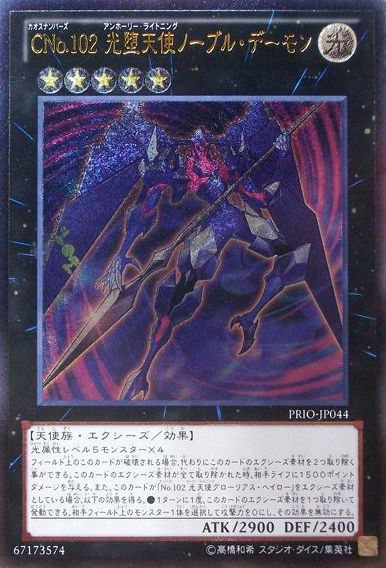 カオスナンバーズ アンホーリー・ライトニング
CNo.102 光堕天使ノーブル・デーモン
光
PRIO-JP044
【天使族・エクシーズ/効果】
光属性レベル5モンスター×4
フィールド上のこのカードが破壊される場合、代わりにこのカードのエクシーズ素材を2つ取り除く
事ができる。このカードのエクシーズ素材が全て取り除かれた時、相手ライフに1500ポイント
ダメージを与える。また、このカードが「No.102 光天使グローリアス・ヘイロー」をエクシーズ素材
としている場合、以下の効果を得る。●1ターンに1度、このカードのエクシーズ素材を1つ取り除いて
発動できる。相手フィールド上のモンスター1体を選択して攻撃力を0にし、その効果を無効にする。
ATK/2900 DEF/2400
67173574
©高橋和希 スタジオ・ダイス/集英社